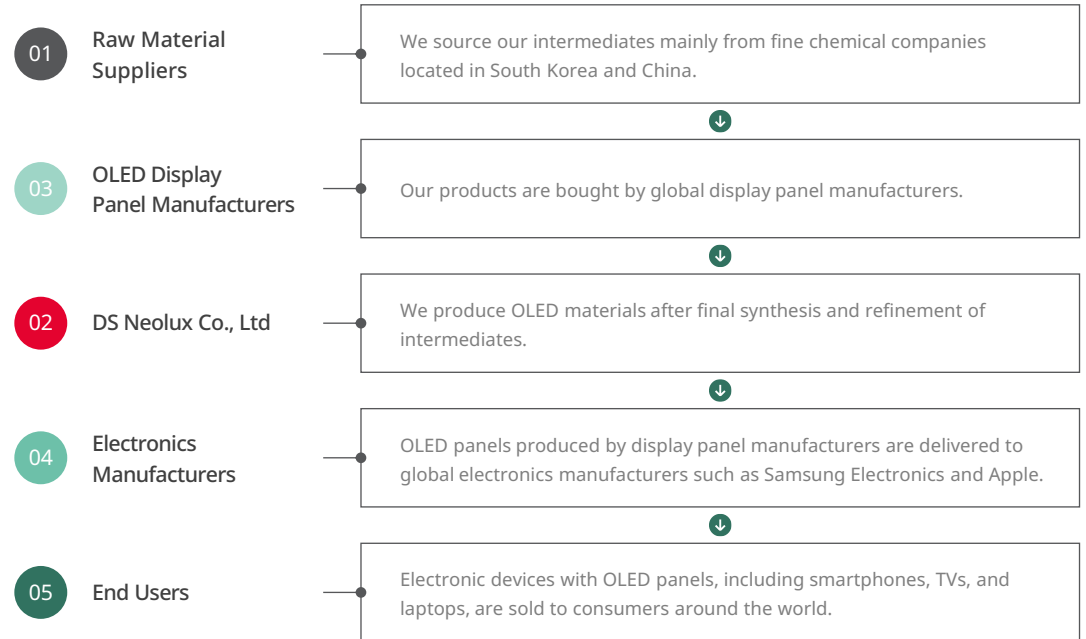 01
Raw Material
Suppliers
We source our intermediates mainly from fine chemical companies
located in South Korea and China.
03
OLED Display
Panel Manufacturers
Our products are bought by global display panel manufacturers.
02
DS Neolux Co., Ltd
We produce OLED materials after final synthesis and refinement of
intermediates.
04
Electronics
Manufacturers
OLED panels produced by display panel manufacturers are delivered to
global electronics manufacturers such as Samsung Electronics and Apple.
05
End Users
Electronic devices with OLED panels, including smartphones, TVs, and
laptops, are sold to consumers around the world.